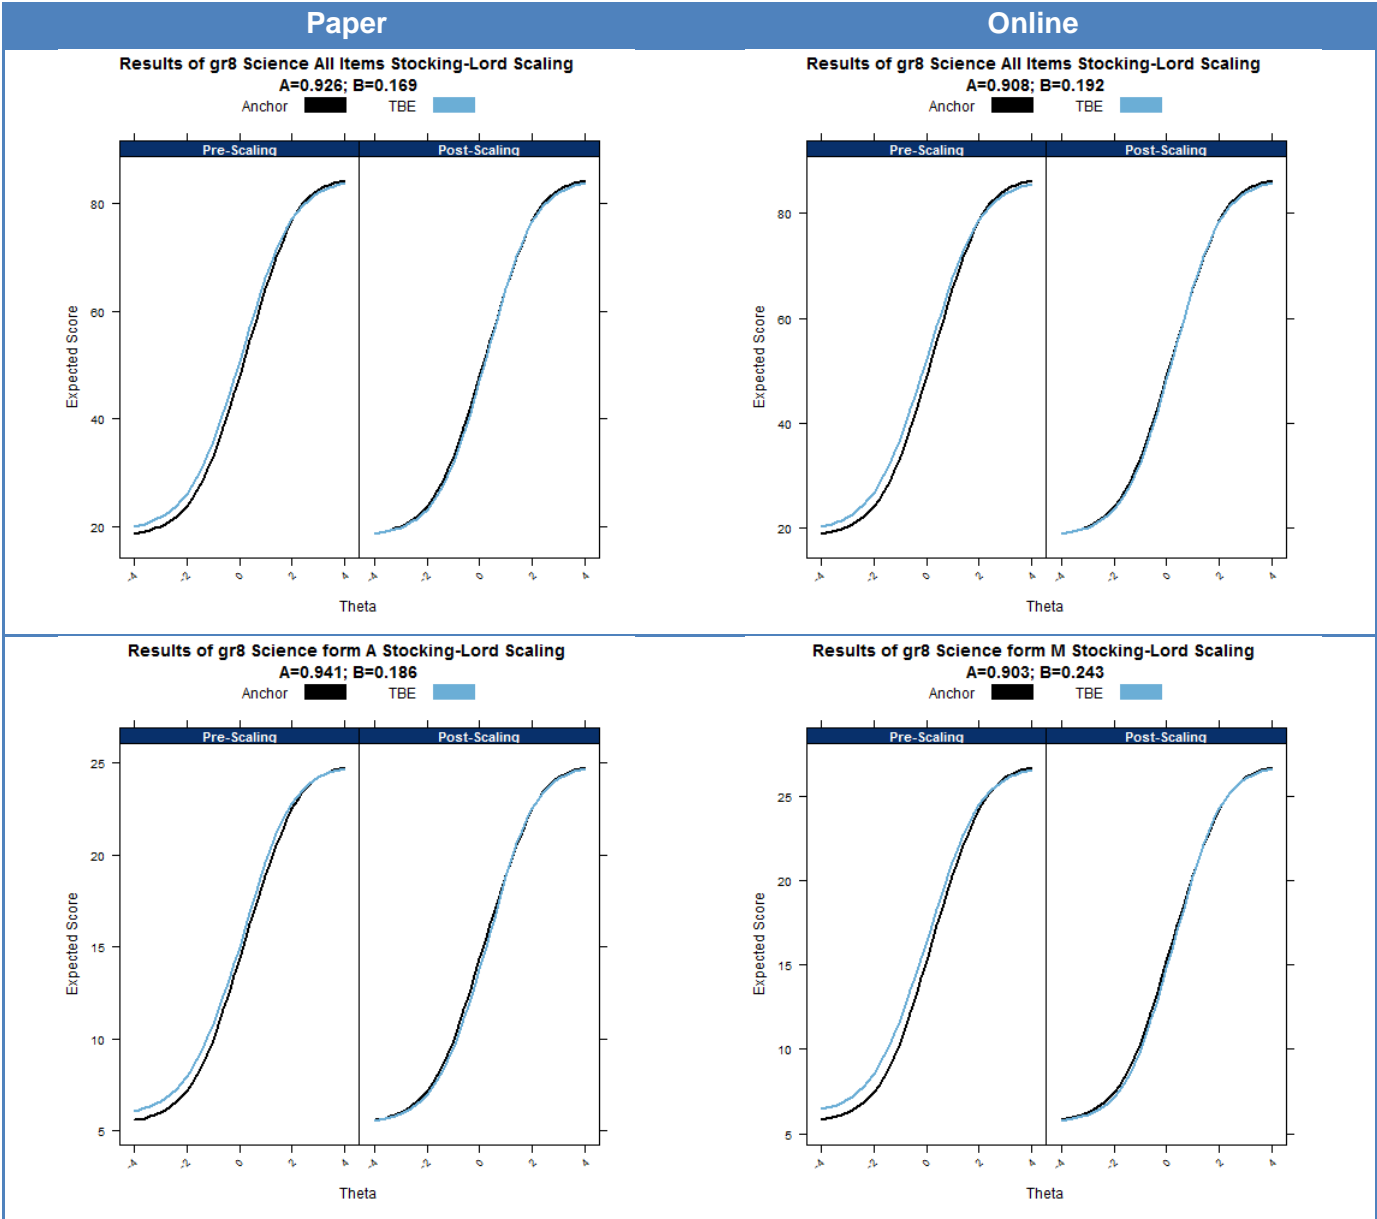 Paper
Online
Results of gr8 Science All Items Stocking-Lord Scaling
A=0.926; B=0.169
Anchor TBE
Pre-Scaling Post-Scaling
80
60
40
20
Expected Score
-4 -2 0 2 4 -4 -2 0 2 4
Theta
Results of gr8 Science All Items Stocking-Lord Scaling
A=0.908; B=0.192
Anchor TBE
Pre-Scaling Post-Scaling
80
60
40
20
Expected Score
-4 -2 0 2 4 -4 -2 0 2 4
Theta
Results of gr8 Science form A Stocking-Lord Scaling
A=0.941; B=0.186
Anchor TBE
Pre-Scaling Post-Scaling
25
20
15
10
5
Expected Score
-4 -2 0 2 4 -4 -2 0 2 4
Theta
Results of gr8 Science form M Stocking-Lord Scaling
A=0.903; B=0.243
Anchor TBE
Pre-Scaling Post-Scaling
25
20
15
10
5
Expected Score
-4 -2 0 2 4 -4 -2 0 2 4
Theta